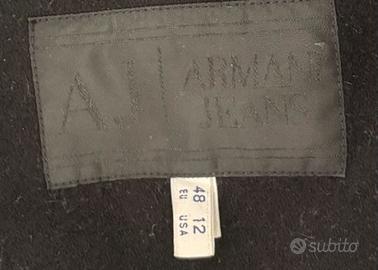 AJ
ARMANI
JEANS
48 12
EU USA
subito